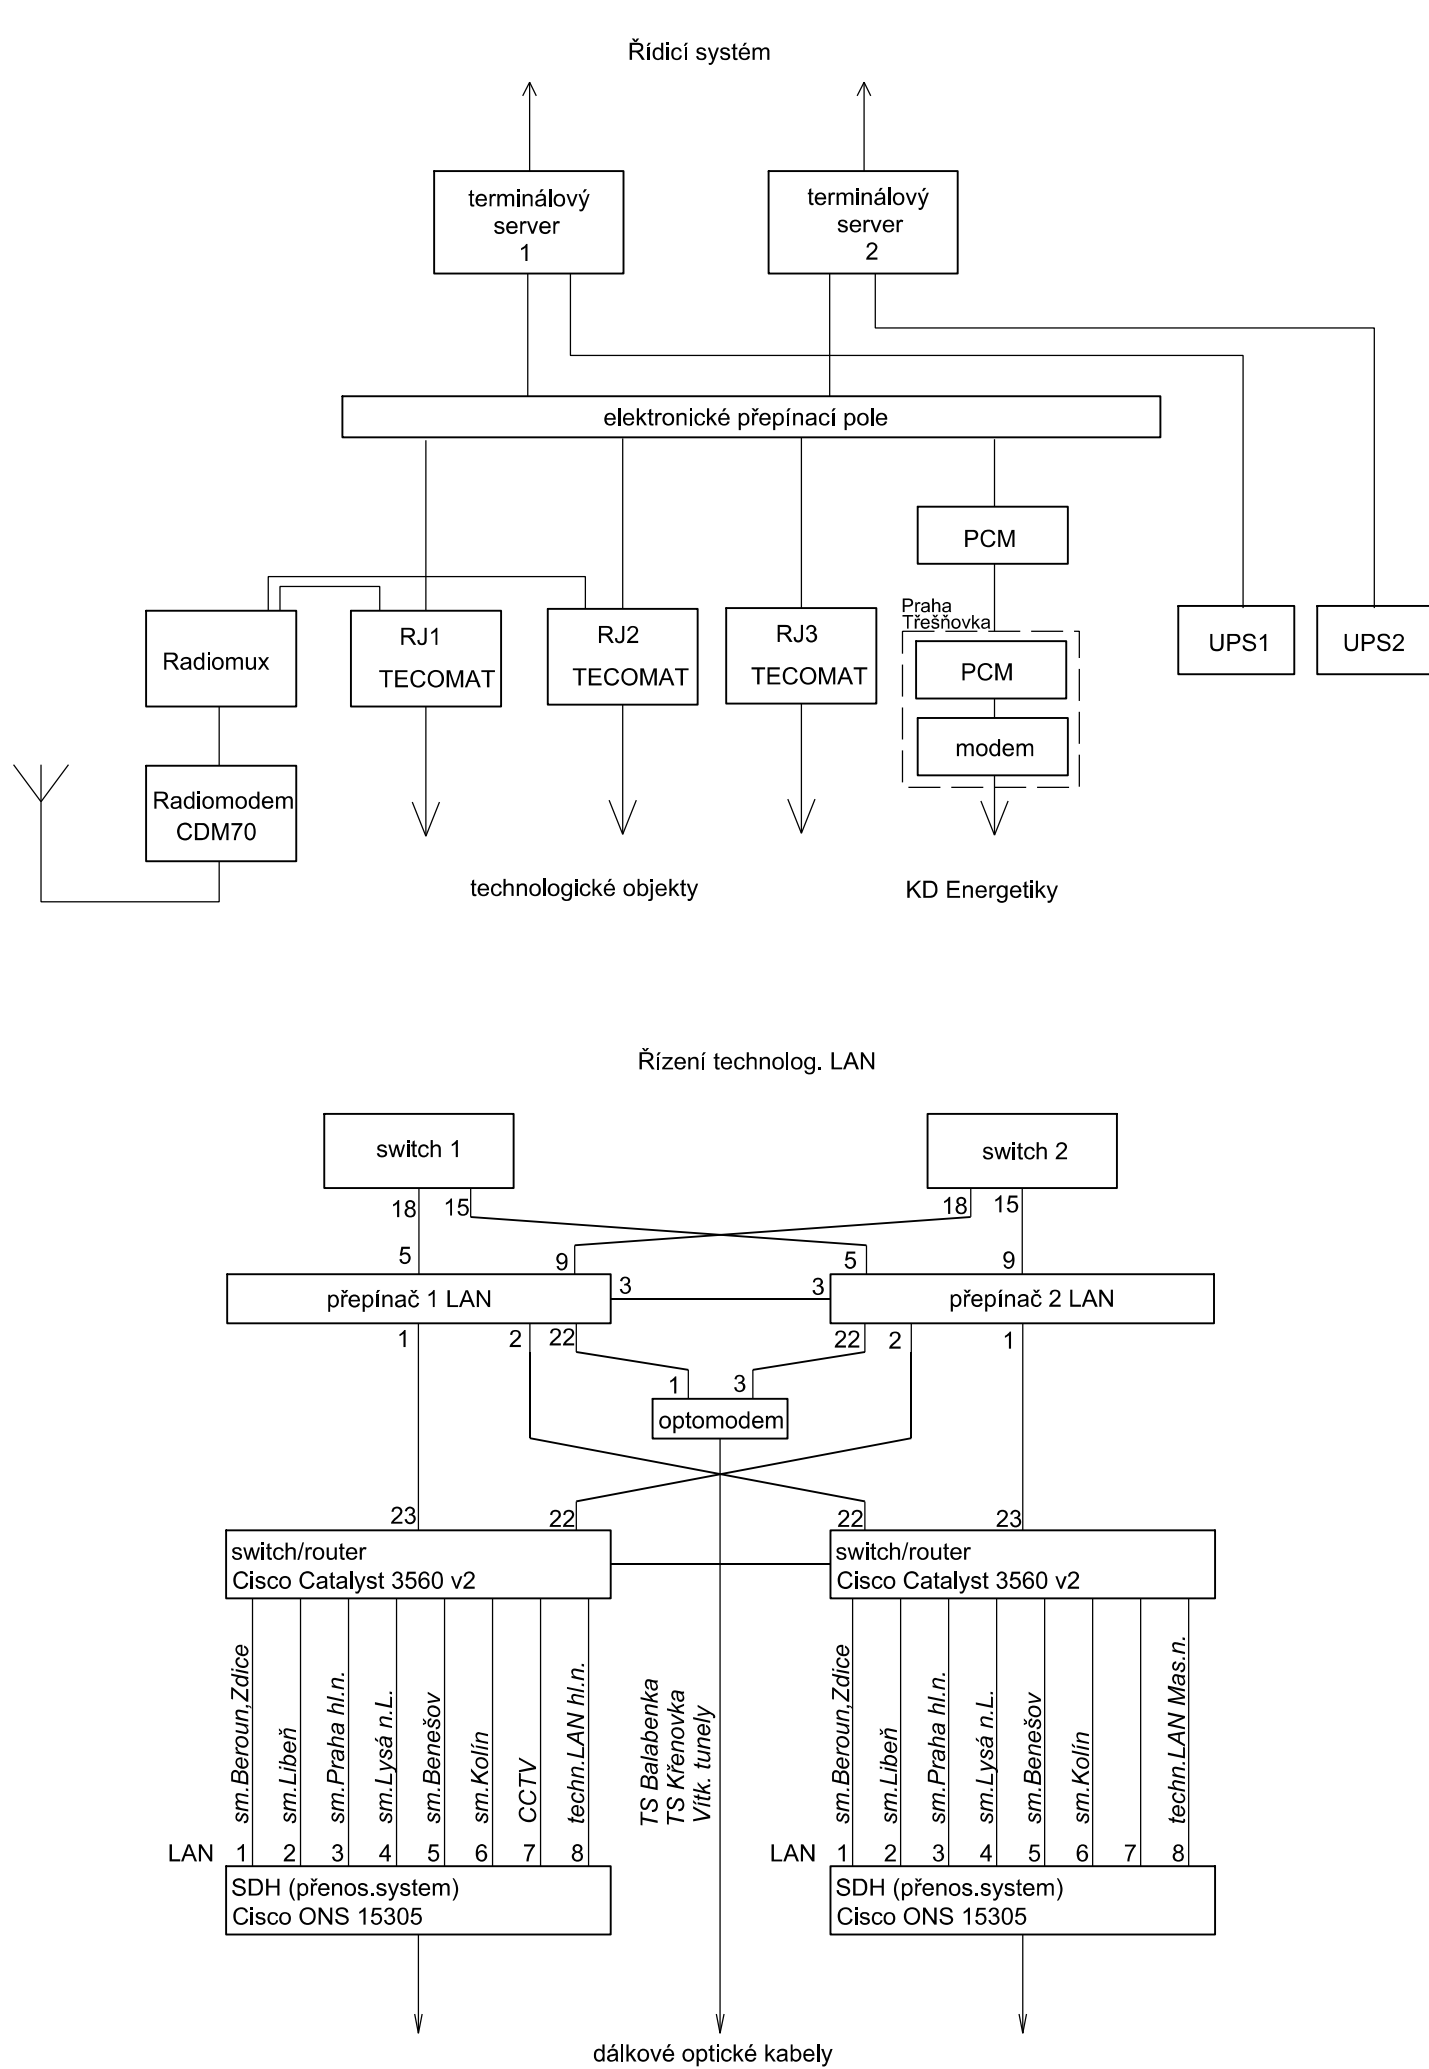 Řídicí systém
terminálový
server
1
terminálový
server
2
elektronické přepínací pole
PCM
Praha
Třešňovka
Radiomux
RJ1
TECOMAT
RJ2
TECOMAT
RJ3
TECOMAT
PCM
UPS1
UPS2
modem
Radiomodem
CDM70
technologické objekty
KD Energetiky
Řízení technolog. LAN
switch 1
switch 2
18
15
18
15
5
9
5
9
přepínač 1 LAN
3
3
přepínač 2 LAN
1
2
22
22
2
1
1
3
optomodem
23
22
22
23
switch/router
Cisco Catalyst 3560 v2
switch/router
Cisco Catalyst 3560 v2
sm.Beroun,Zdice
sm.Libeň
sm.Praha hl.n.
sm.Lysá n.L.
sm.Benešov
sm.Kolín
CCTV
techn.LAN hl.n.
TS Balabenka
TS Křenovka
Vítk. tunely
sm.Beroun,Zdice
sm.Libeň
sm.Praha hl.n.
sm.Lysá n.L.
sm.Benešov
sm.Kolín
techn.LAN Mas.n.
LAN 1 2 3 4 5 6 7 8
LAN 1 2 3 4 5 6 7 8
SDH (přenos.system)
Cisco ONS 15305
SDH (přenos.system)
Cisco ONS 15305
dálkové optické kabely